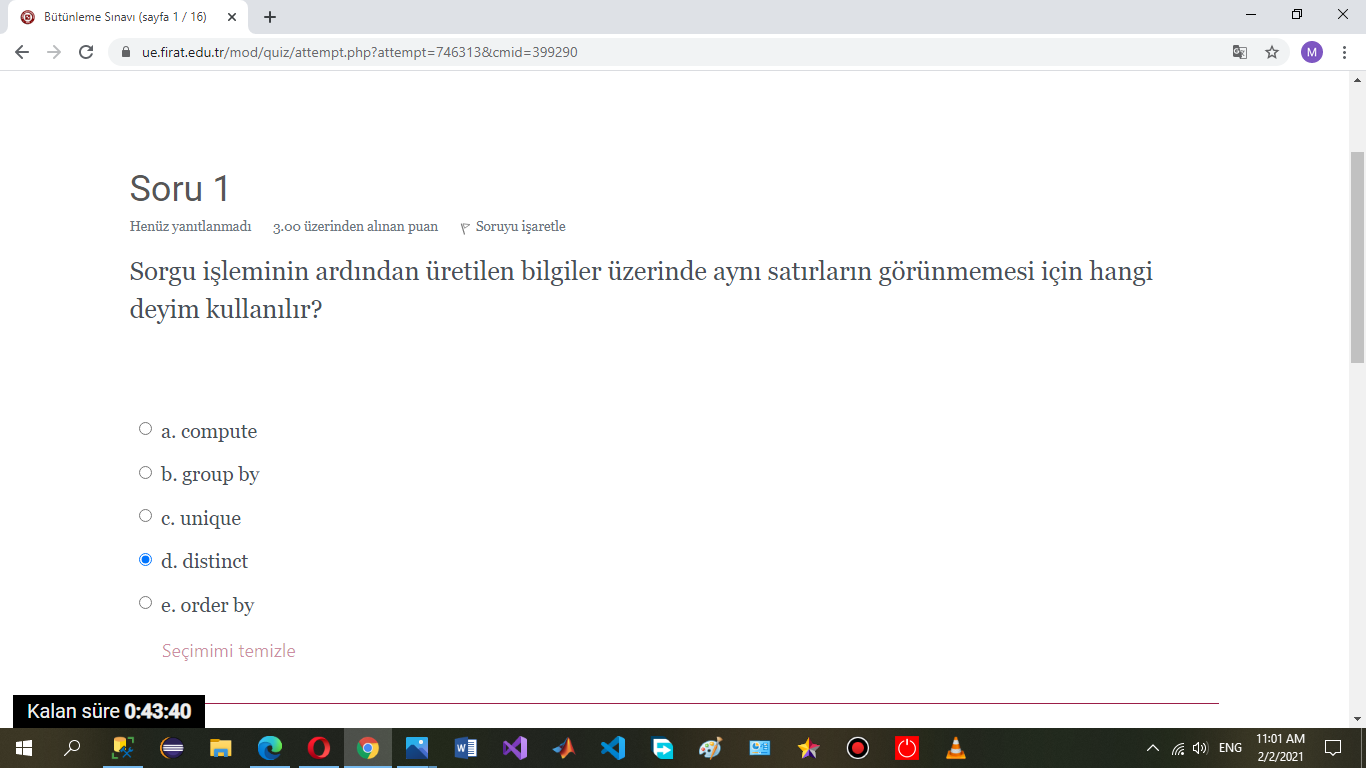 Bütünleme Sınavı (sayfa 1 / 16)
ue.firat.edu.tr/mod/quiz/attempt.php?attempt=746313&cmid=399290
M
Soru 1
Henüz yanıtlanmadı 3.00 üzerinden alınan puan Soruyu işaretle
Sorgu işleminin ardından üretilen bilgiler üzerinde aynı satırların görünmemesi için hangi
deyim kullanılır?
a. compute
b. group by
c. unique
d. distinct
e. order by
Seçimimi temizle
Kalan süre 0:43:40
ENG
11:01 AM
2/2/2021